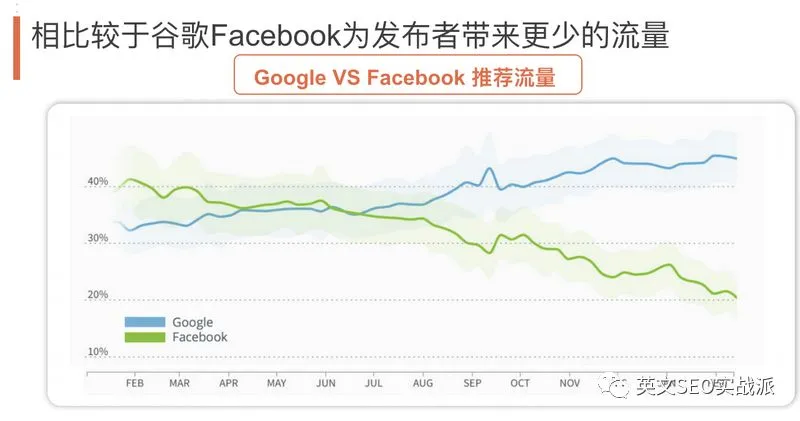 相比较于谷歌Facebook为发布者带来更少的流量
Google VS Facebook 推荐流量
40%
30%
20%
10%
Google
Facebook
FEB MAR APR MAY JUN JUL AUG SEP OCT NOV
英文SEO实战派